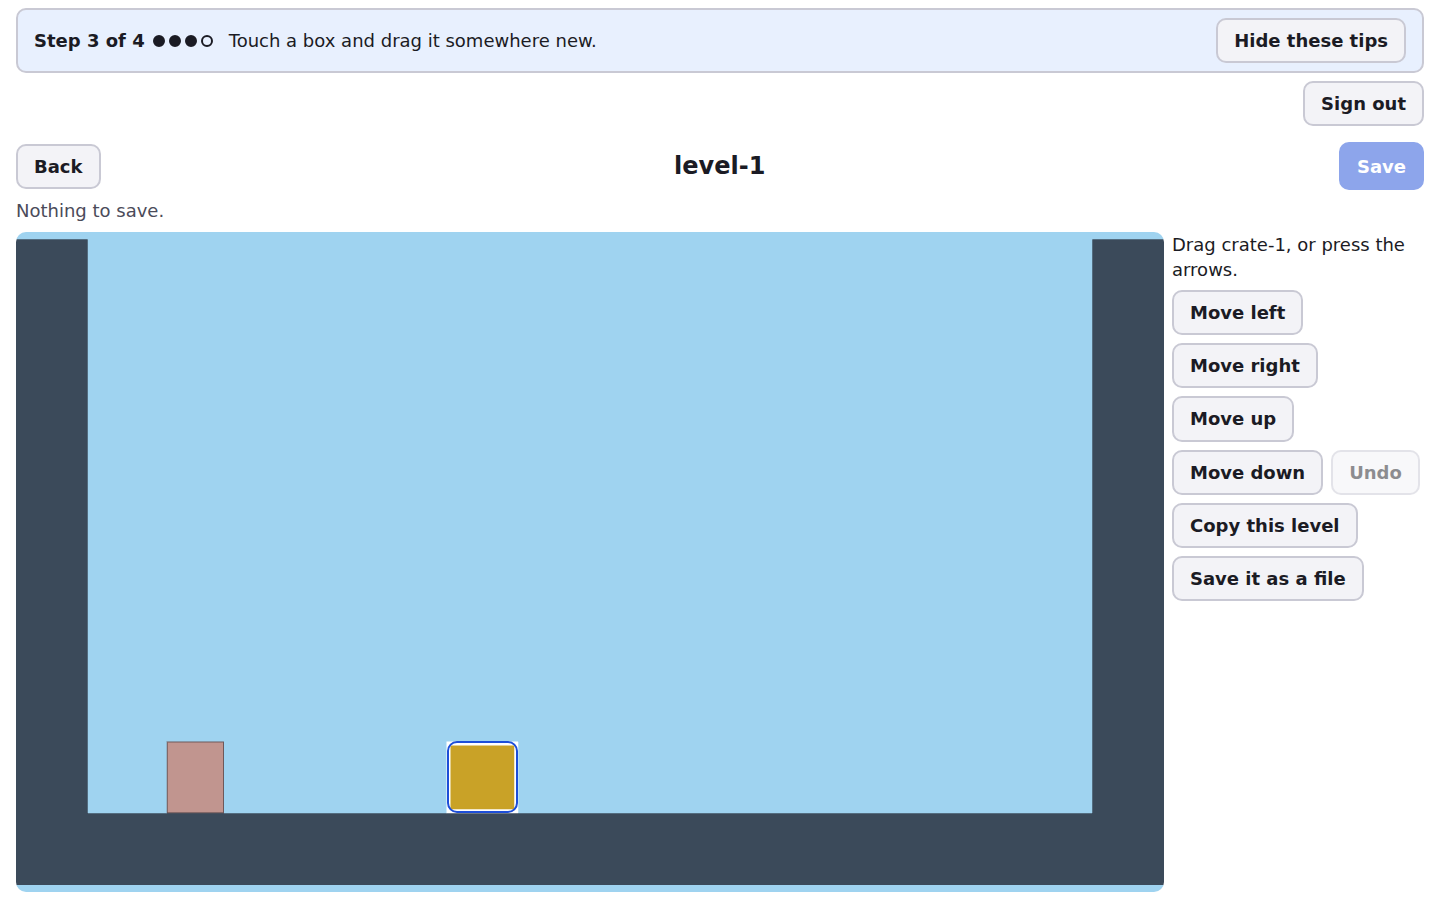 Step 3 of 4 Touch a box and drag it somewhere new. Hide these tips
Sign out
Back level-1 Save
Nothing to save.
Drag crate-1, or press the
arrows.
Move left
Move right
Move up
Move down Undo
Copy this level
Save it as a file